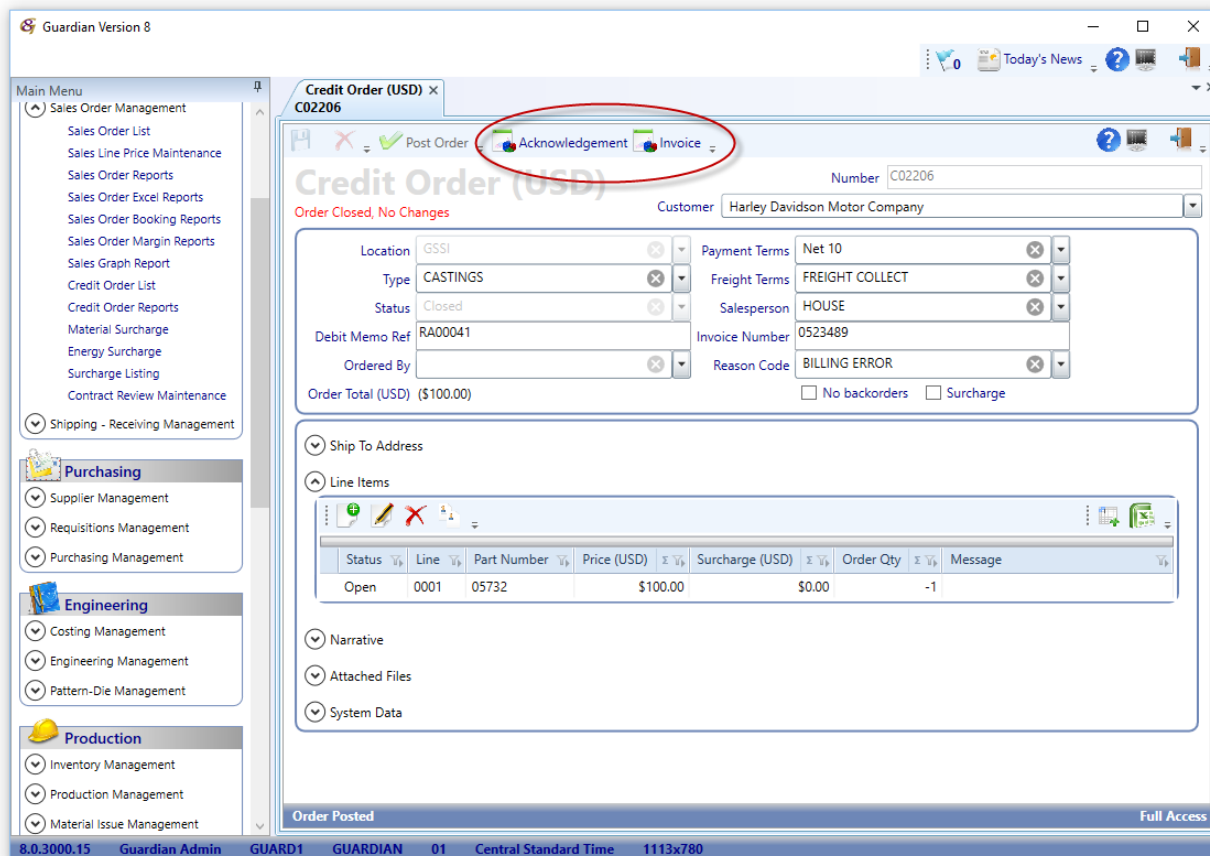 Guardian Version 8
0 Today's News
Main Menu
Sales Order Management
Sales Order List
Sales Line Price Maintenance
Sales Order Reports
Sales Order Excel Reports
Sales Order Booking Reports
Sales Order Margin Reports
Sales Graph Report
Credit Order List
Credit Order Reports
Material Surcharge
Energy Surcharge
Surcharge Listing
Contract Review Maintenance
Shipping - Receiving Management
Purchasing
Supplier Management
Requisitions Management
Purchasing Management
Engineering
Costing Management
Engineering Management
Pattern-Die Management
Production
Inventory Management
Production Management
Material Issue Management
Credit Order (USD)
C02206
Post Order Acknowledgement Invoice
Credit Order (USD)
Number C02206
Order Closed, No Changes
Customer Harley Davidson Motor Company
Location GSSI Payment Terms Net 10
Type CASTINGS Freight Terms FREIGHT COLLECT
Status Closed Salesperson HOUSE
Debit Memo Ref RA00041 Invoice Number 0523489
Ordered By Reason Code BILLING ERROR
Order Total (USD) ($100.00) No backorders Surcharge
Ship To Address
Line Items
Status Line Part Number Price (USD) Σ Surcharge (USD) Σ Order Qty Σ Message
Open 0001 05732 $100.00 $0.00 -1
Narrative
Attached Files
System Data
Order Posted Full Access
8.0.3000.15 Guardian Admin GUARD1 GUARDIAN 01 Central Standard Time 1113x780